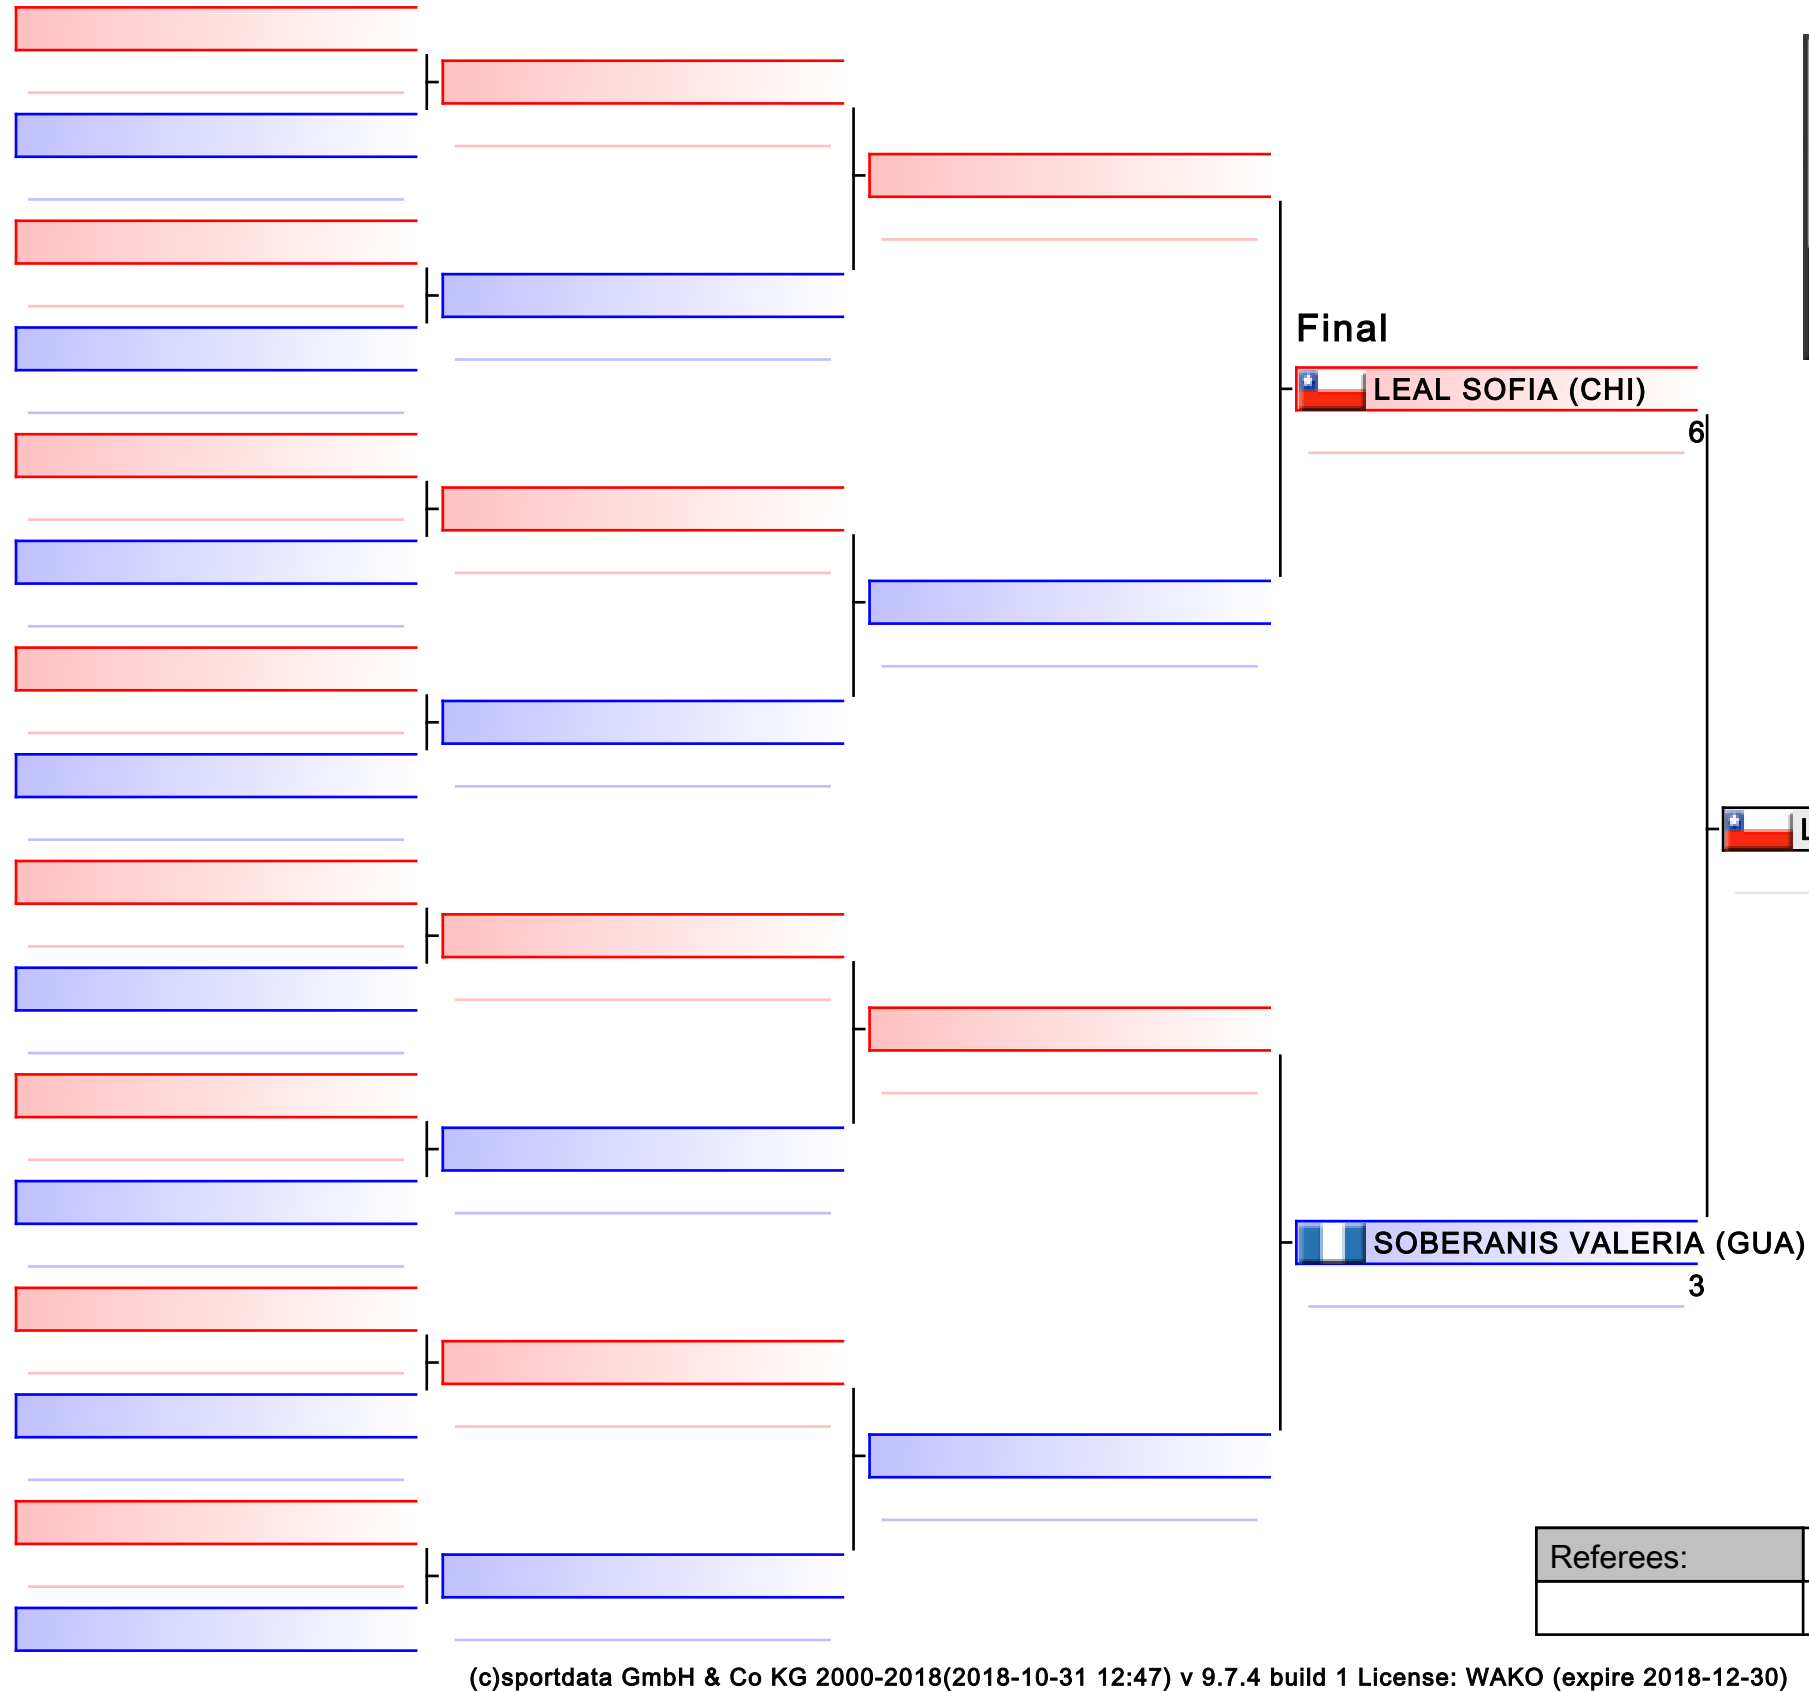 Final
LEAL SOFIA (CHI)
6
L
SOBERANIS VALERIA (GUA)
3
Referees:
(c)sportdata GmbH & Co KG 2000-2018(2018-10-31 12:47) v 9.7.4 build 1 License: WAKO (expire 2018-12-30)